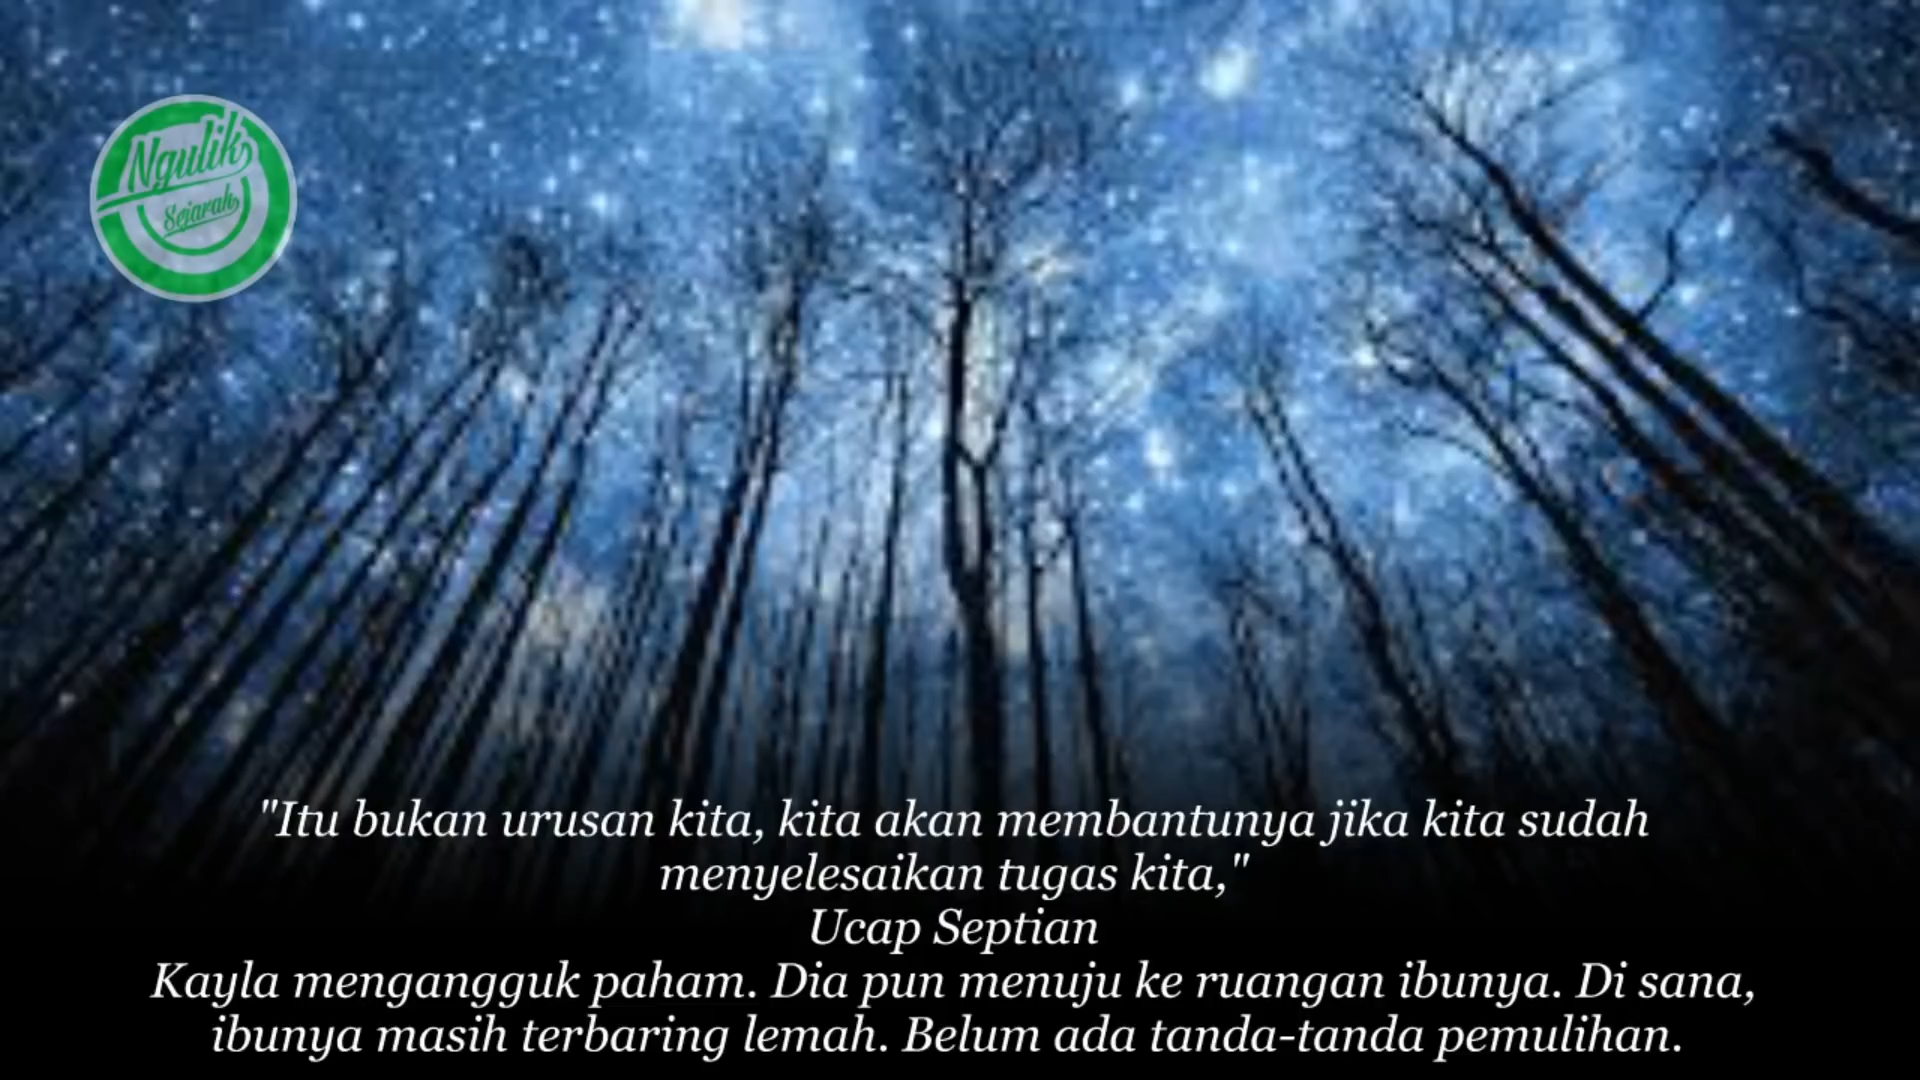 Ngulik
Sejarah
"Itu bukan urusan kita, kita akan membantunya jika kita sudah
menyelesaikan tugas kita,"
Ucap Septian
Kayla mengangguk paham. Dia pun menuju ke ruangan ibunya. Di sana,
ibunya masih terbaring lemah. Belum ada tanda-tanda pemulihan.